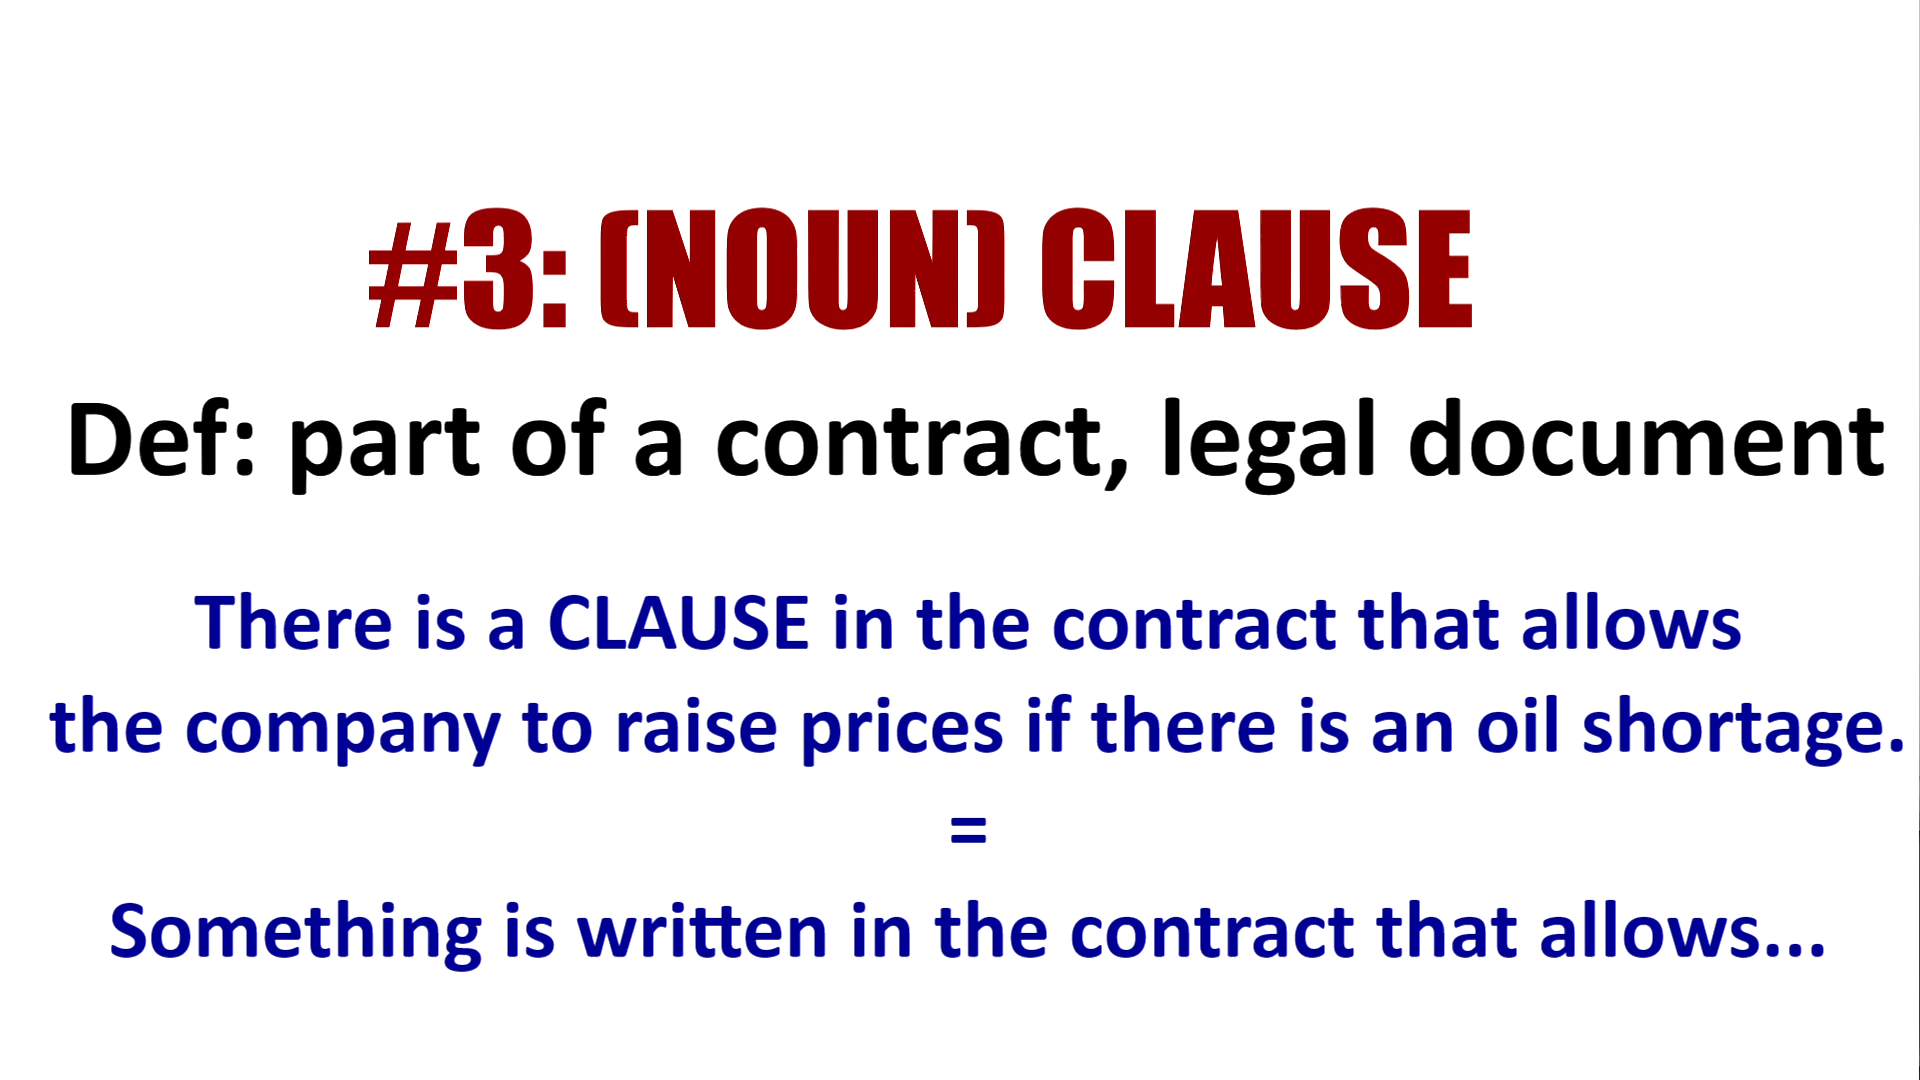 #3: (NOUN) CLAUSE
Def: part of a contract, legal document
There is a CLAUSE in the contract that allows
the company to raise prices if there is an oil shortage.
=
Something is written in the contract that allows...